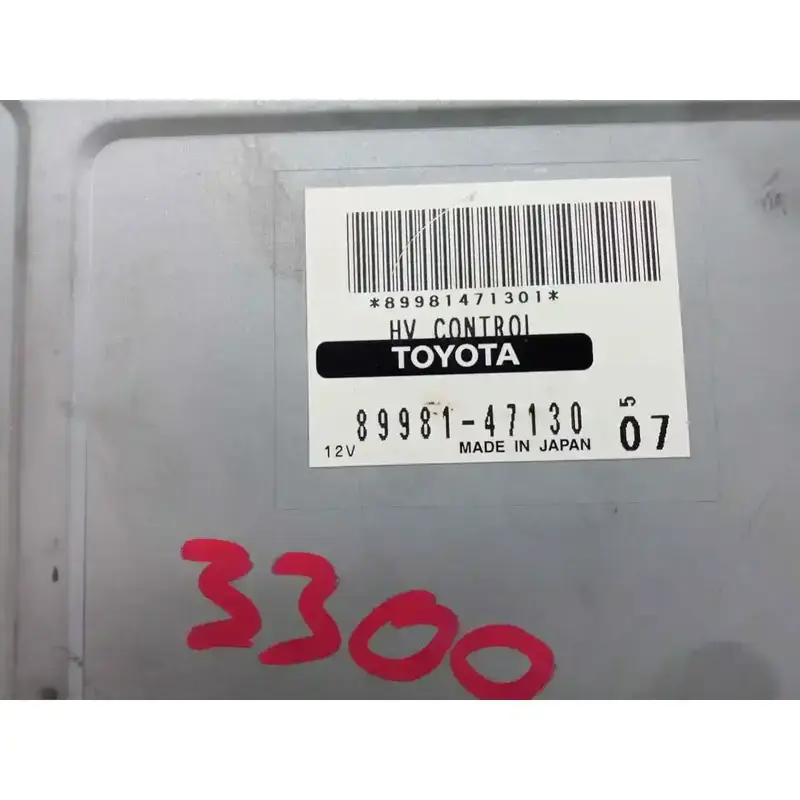 *89981471301*
HV CONTROL
TOYOTA
89981-47130
5
07
12V
MADE IN JAPAN
3300